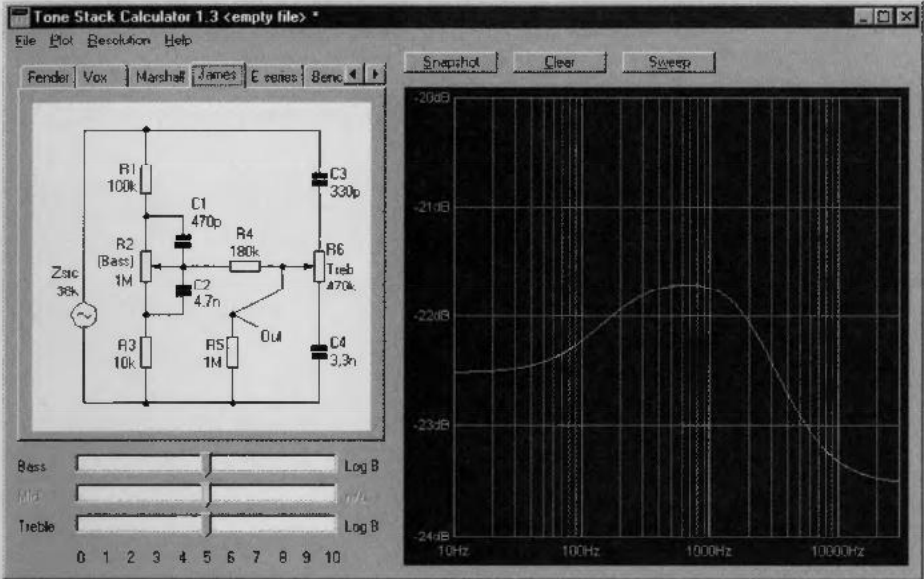 Tone Stack Calculator 1.3 <empty file> *
File Plot Resolution Help
Fender Vox Marshall James E series Benc
Snapshot Clear Sweep
R1
100k
C1
470p
C3
330p
R2
(Bass)
1M
R4
180k
R6
Treb
470k
Zsrc
38k
C2
4.7n
R3
10k
R5
1M
Out
C4
3,3n
-20dB
-21dB
-22dB
-23dB
-24dB
10Hz 100Hz 1000Hz 10000Hz
Bass Log B
Mid n/a
Treble Log B
0 1 2 3 4 5 6 7 8 9 10